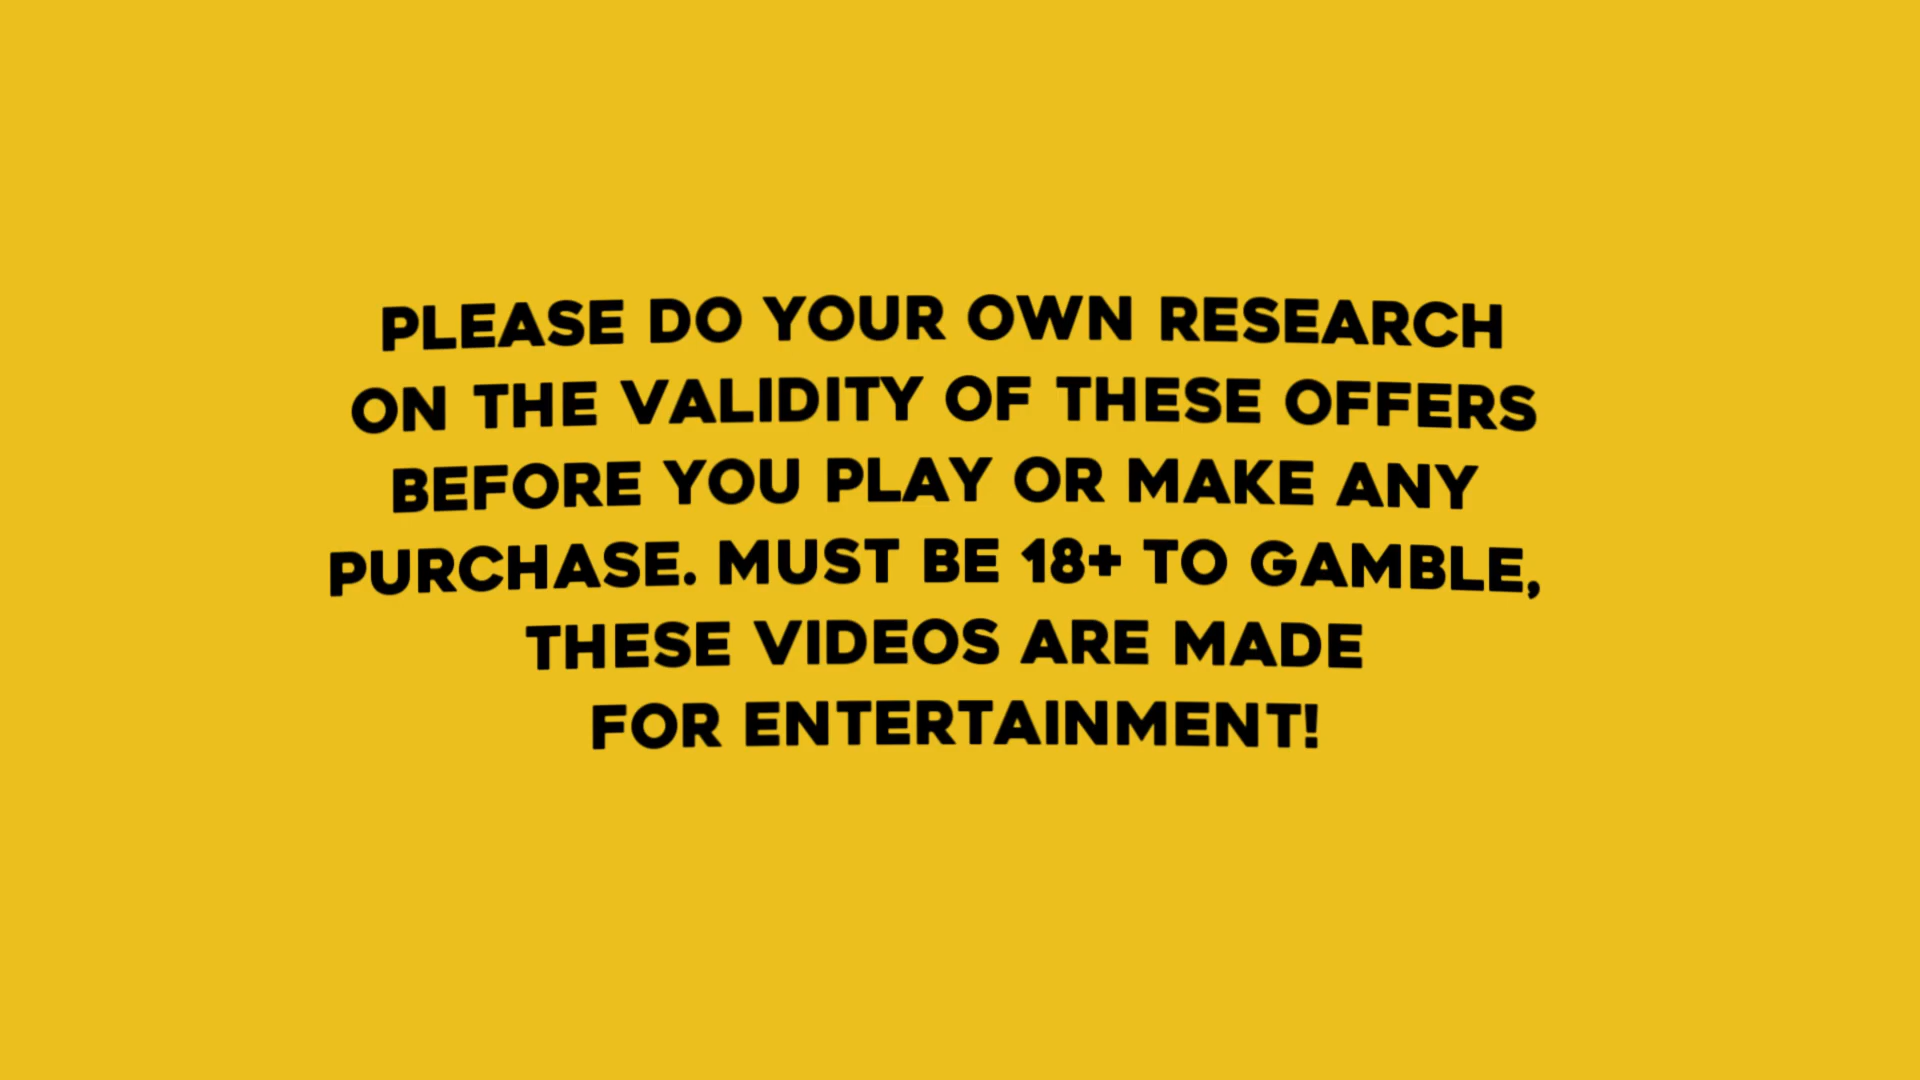 PLEASE DO YOUR OWN RESEARCH
ON THE VALIDITY OF THESE OFFERS
BEFORE YOU PLAY OR MAKE ANY
PURCHASE. MUST BE 18+ TO GAMBLE,
THESE VIDEOS ARE MADE
FOR ENTERTAINMENT!